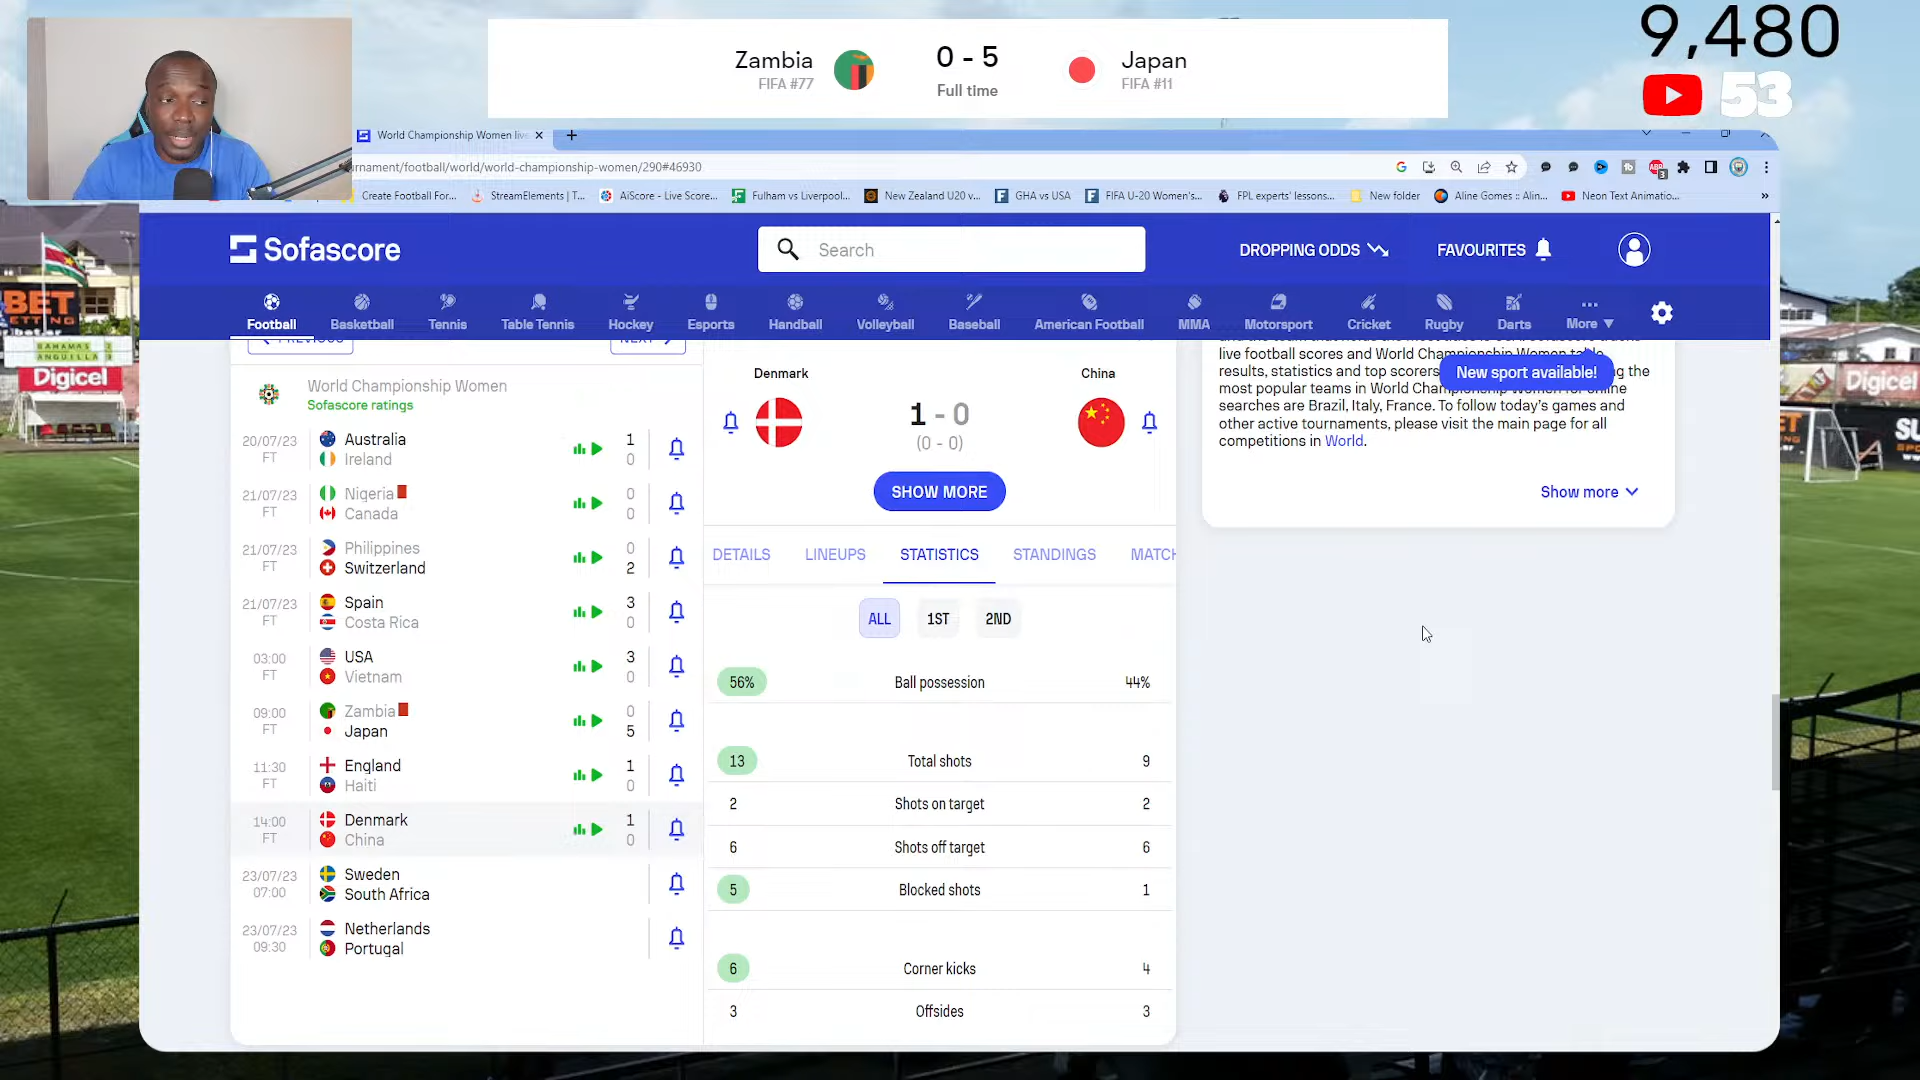 9,480
53
Zambia
FIFA #77
0 - 5
Full time
Japan
FIFA #11
World Championship Women live
urnament/football/world/world-championship-women/290#46930
Create Football For...
StreamElements | T...
AiScore - Live Score...
Fulham vs Liverpool...
New Zealand U20 v...
GHA vs USA
FIFA U-20 Women's...
FPL experts' lessons...
New folder
Aline Games :: Alin...
Neon Text Animatio...
Sofascore
Search
DROPPING ODDS
FAVOURITES
Football
Basketball
Tennis
Table Tennis
Hockey
Esports
Handball
Volleyball
Baseball
American Football
MMA
Motorsport
Cricket
Rugby
Darts
More
New sport available!
World Championship Women
Sofascore ratings
20/07/23 Australia 1
FT Ireland 0
21/07/23 Nigeria 0
FT Canada 0
21/07/23 Philippines 0
FT Switzerland 2
21/07/23 Spain 3
FT Costa Rica 0
03:00 USA 3
FT Vietnam 0
09:00 Zambia 0
FT Japan 5
11:30 England 1
FT Haiti 0
14:00 Denmark 1
FT China 0
23/07/23 Sweden
07:00 South Africa
23/07/23 Netherlands
09:30 Portugal
Denmark
China
1 - 0
(0 - 0)
SHOW MORE
DETAILS
LINEUPS
STATISTICS
STANDINGS
MATCH
ALL
1ST
2ND
56% Ball possession 44%
13 Total shots 9
2 Shots on target 2
6 Shots off target 6
5 Blocked shots 1
6 Corner kicks 4
3 Offsides 3
live football scores and World Championship Women table
results, statistics and top scorers
g the
most popular teams in World Cham
searches are Brazil, Italy, France. To follow today's games and
other active tournaments, please visit the main page for all
competitions in World.
Show more
BET
BAHAMAS
ANGUILLA
Digicel
Digicel